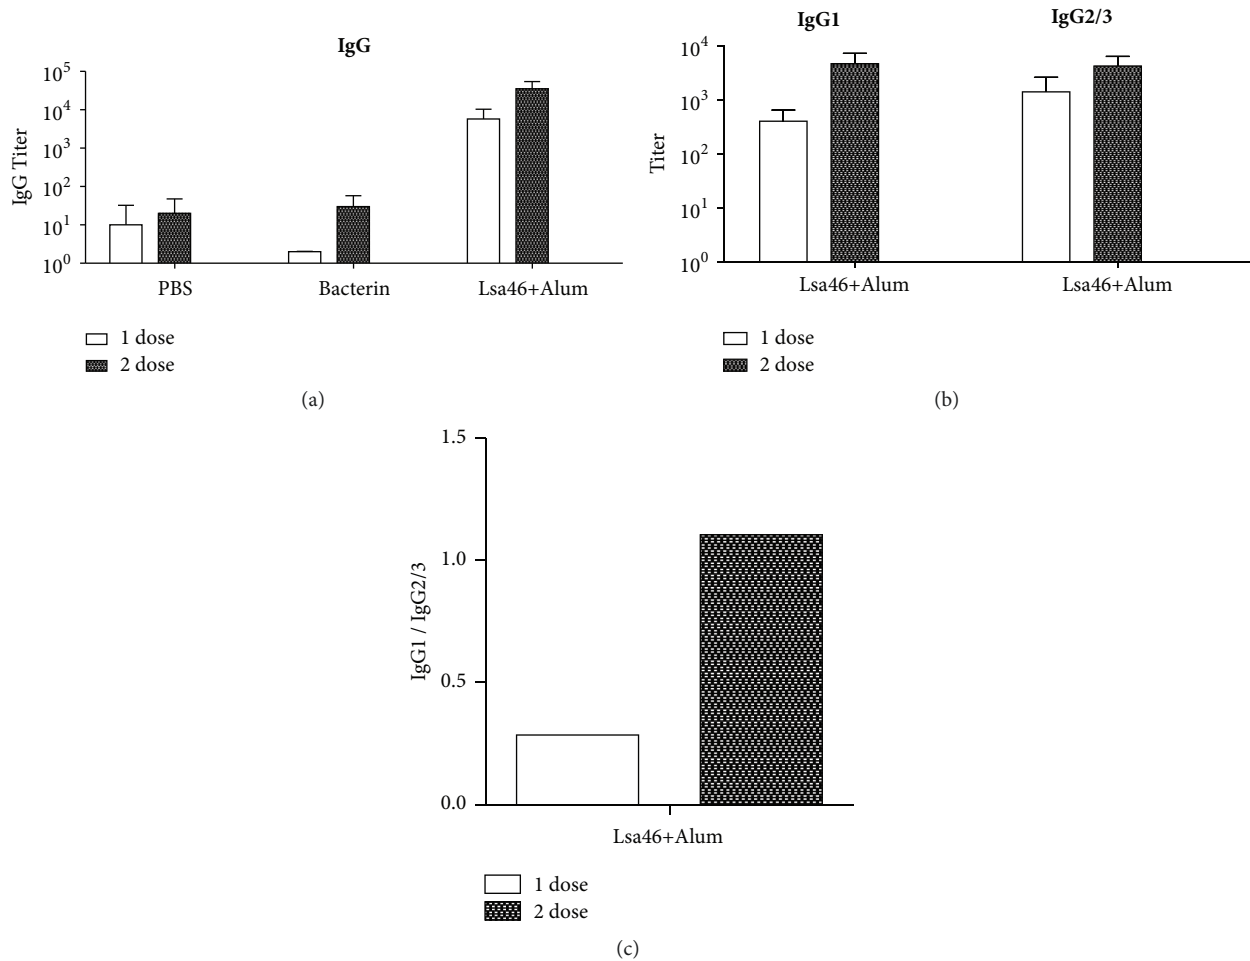 IgG
IgG Titer
10^5
10^4
10^3
10^2
10^1
10^0
PBS
Bacterin
Lsa46+Alum
1 dose
2 dose
(a)
IgG1
IgG2/3
Titer
10^4
10^3
10^2
10^1
10^0
Lsa46+Alum
Lsa46+Alum
1 dose
2 dose
(b)
IgG1 / IgG2/3
1.5
1.0
0.5
0.0
Lsa46+Alum
1 dose
2 dose
(c)